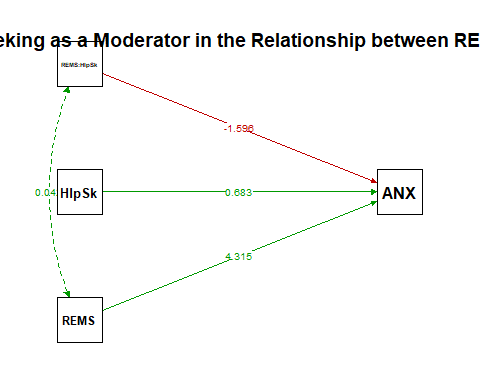 eking as a Moderator in the Relationship between RE
REMS:HlpSk
-1.596
0.04
HlpSk
0.683
ANX
4.315
REMS